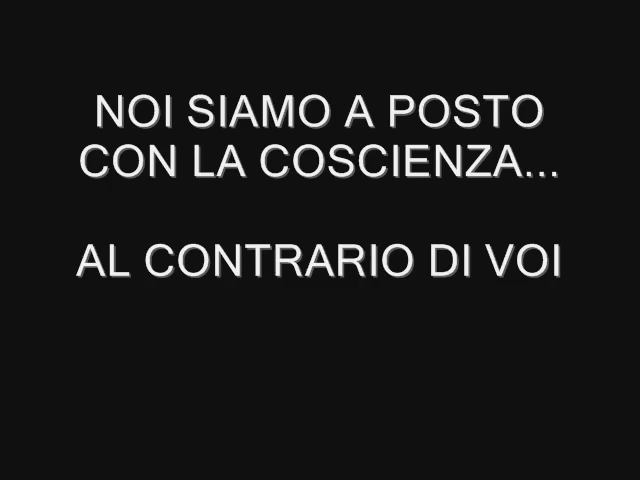 NOI SIAMO A POSTO
CON LA COSCIENZA...
AL CONTRARIO DI VOI